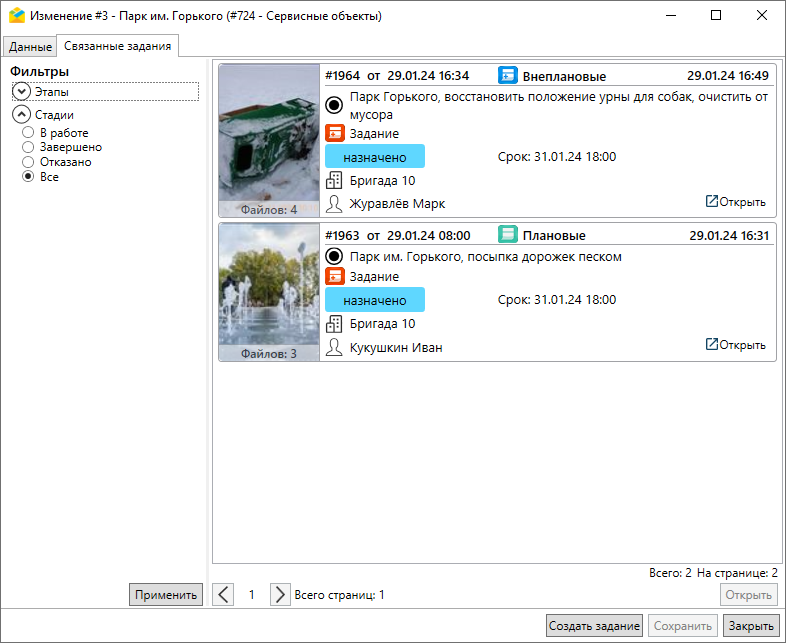 Изменение #3 - Парк им. Горького (#724 - Сервисные объекты)
Данные
Связанные задания
Фильтры
Этапы
Стадии
В работе
Завершено
Отказано
Все
Применить
#1964 от 29.01.24 16:34 Внеплановые 29.01.24 16:49
Парк Горького, восстановить положение урны для собак, очистить от
мусора
Задание
назначено Срок: 31.01.24 18:00
Бригада 10
Журавлёв Марк Открыть
Файлов: 4
#1963 от 29.01.24 08:00 Плановые 29.01.24 16:31
Парк им. Горького, посыпка дорожек песком
Задание
назначено Срок: 31.01.24 18:00
Бригада 10
Кукушкин Иван Открыть
Файлов: 3
Всего: 2 На странице: 2
1 Всего страниц: 1 Открыть
Создать задание Сохранить Закрыть